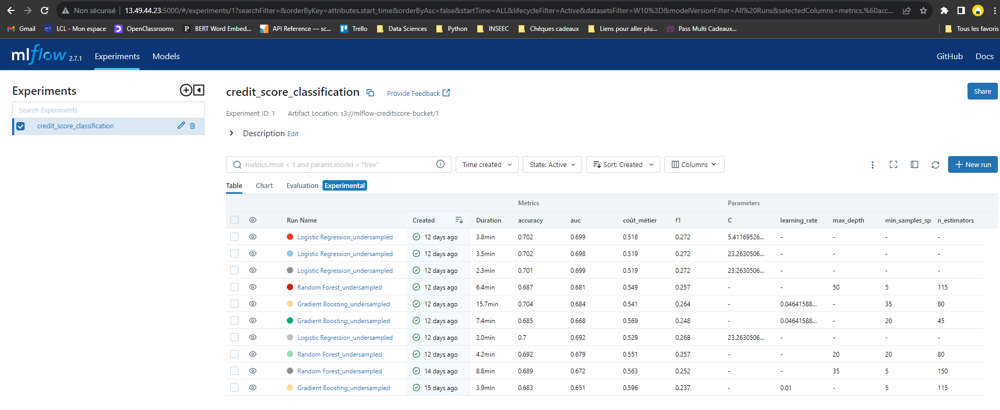 Non sécurisé 13.49.44.23:5000/#/experiments/1?searchFilter=&orderByKey=attributes.start_time&orderByAsc=false&startTime=ALL&lifecycleFilter=Active&datasetsFilter=W10%3D&modelVersionFilter=All%20Runs&selectedColumns=metrics.%60acc...
Gmail LCL - Mon espace OpenClassrooms BERT Word Embed... API Reference — sc... Trello Data Sciences Python INSEEC Chèques cadeaux Liens pour aller plu... Pass Multi Cadeaux... Tous les favoris
mlflow 2.7.1 Experiments Models GitHub Docs
Experiments
Search Experiments
credit_score_classification
credit_score_classification Provide Feedback Share
Experiment ID: 1 Artifact Location: s3://mlflow-creditscore-bucket/1
Description Edit
metrics.rmse < 1 and params.model = "tree" Time created State: Active Sort: Created Columns New run
Table Chart Evaluation Experimental
Metrics Parameters
Run Name Created Duration accuracy auc coût_métier f1 C learning_rate max_depth min_samples_sp n_estimators
Logistic Regression_undersampled 12 days ago 3.8min 0.702 0.699 0.518 0.272 5.41169526... - - - -
Logistic Regression_undersampled 12 days ago 3.5min 0.702 0.698 0.519 0.272 23.2630506... - - - -
Logistic Regression_undersampled 12 days ago 2.3min 0.701 0.699 0.519 0.272 23.2630506... - - - -
Random Forest_undersampled 12 days ago 6.4min 0.687 0.681 0.549 0.257 - - 50 5 115
Gradient Boosting_undersampled 12 days ago 15.7min 0.704 0.684 0.541 0.264 - 0.04641588... - 35 80
Gradient Boosting_undersampled 12 days ago 7.4min 0.685 0.668 0.569 0.248 - 0.04641588... - 20 45
Logistic Regression_undersampled 12 days ago 2.0min 0.7 0.692 0.529 0.268 23.2630506... - - - -
Random Forest_undersampled 12 days ago 4.2min 0.692 0.679 0.551 0.257 - - 20 20 80
Random Forest_undersampled 14 days ago 8.8min 0.689 0.672 0.563 0.252 - - 35 5 150
Gradient Boosting_undersampled 15 days ago 3.9min 0.683 0.651 0.596 0.237 - 0.01 - 5 115